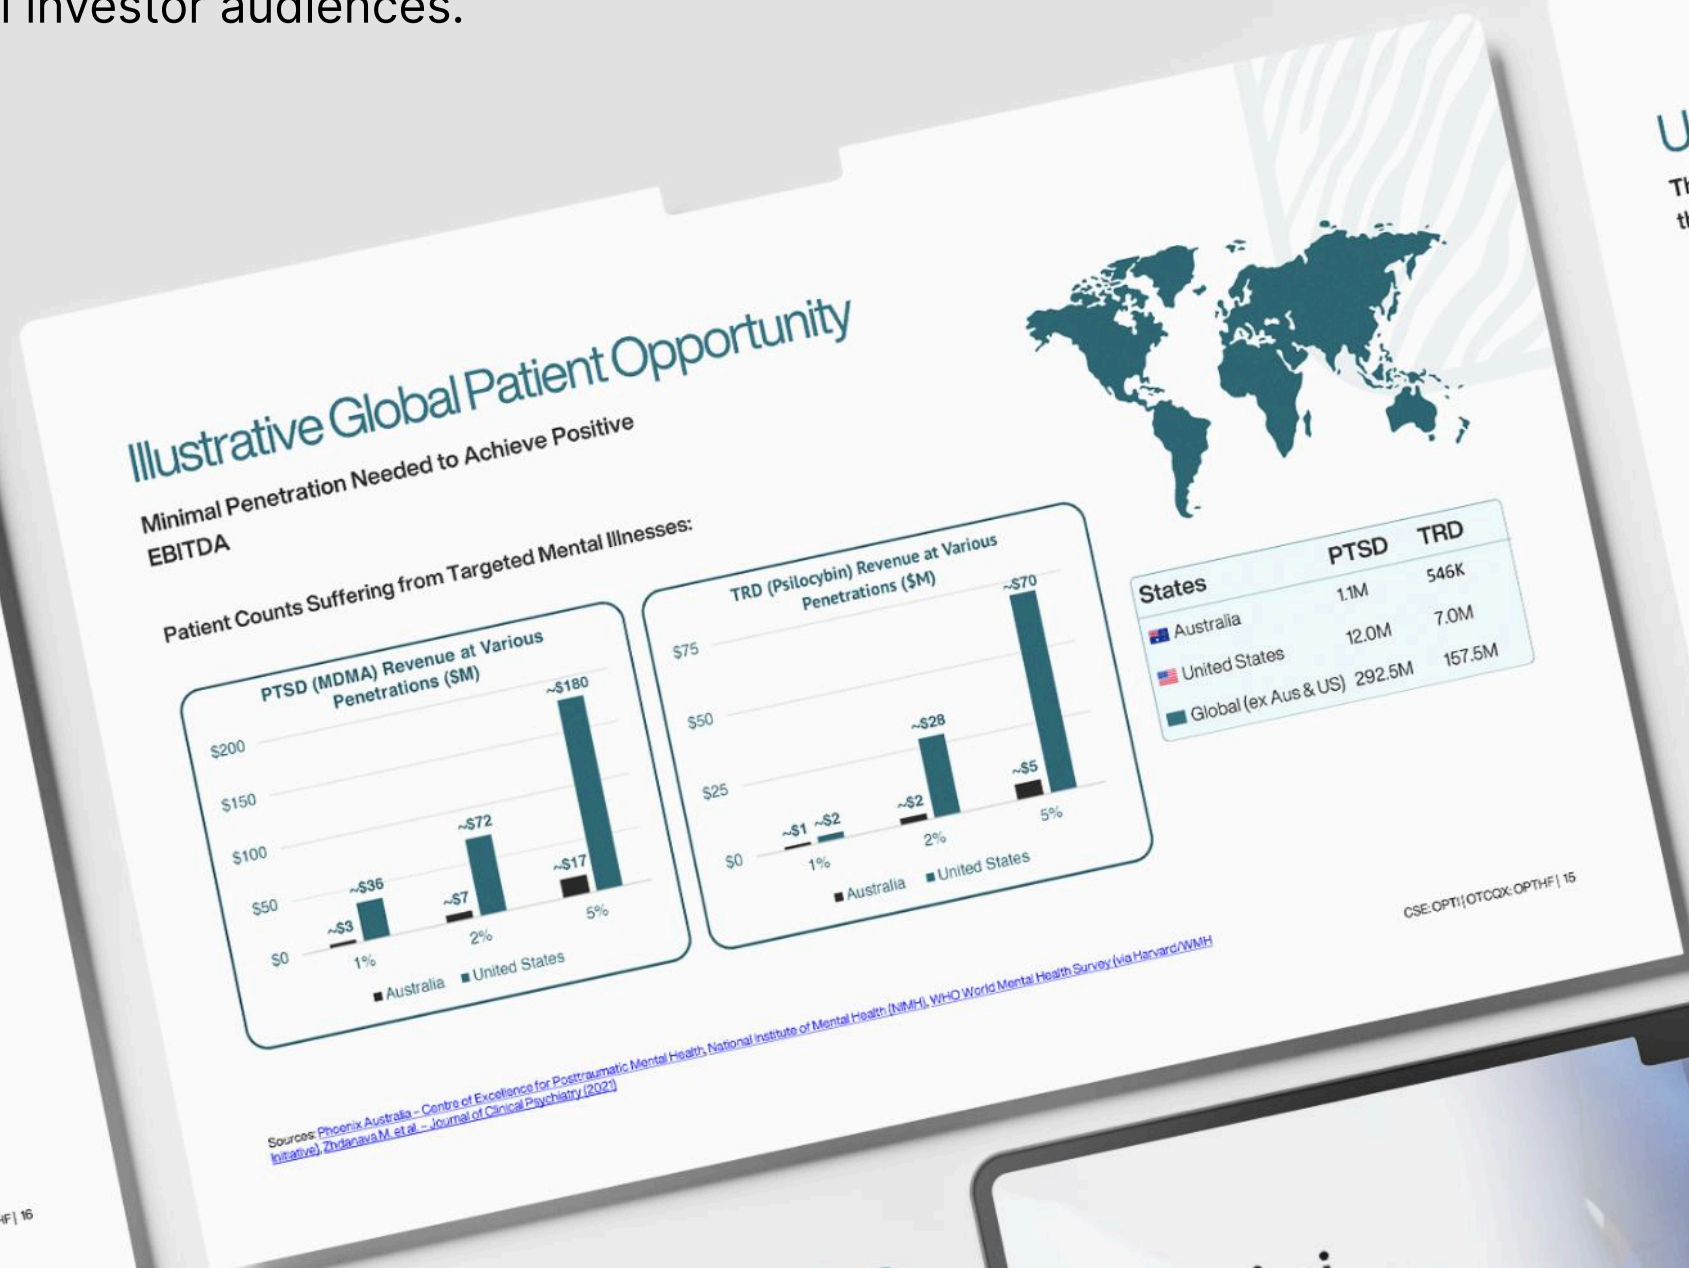 investor audiences.
Illustrative Global Patient Opportunity
Minimal Penetration Needed to Achieve Positive
EBITDA
Patient Counts Suffering from Targeted Mental Illnesses:
PTSD (MDMA) Revenue at Various
Penetrations ($M)
$200
$150
$100
$50
$0
~$3
~$36
~$7
~$72
~$17
~$180
1%
2%
5%
Australia
United States
TRD (Psilocybin) Revenue at Various
Penetrations ($M)
$75
$50
$25
$0
~$1
~$2
~$2
~$28
~$5
~$70
1%
2%
5%
Australia
United States
States PTSD TRD
Australia 1.1M 546K
United States 12.0M 7.0M
Global (ex Aus & US) 292.5M 157.5M
CSE:OPTI | OTCQX: OPTHF | 15
Sources: Phoenix Australia – Centre of Excellence for Posttraumatic Mental Health, National Institute of Mental Health (NIMH), WHO World Mental Health Survey (via Harvard/WMH
Initiative), Zhdanava M. et al. – Journal of Clinical Psychiatry (2021)
HF | 16